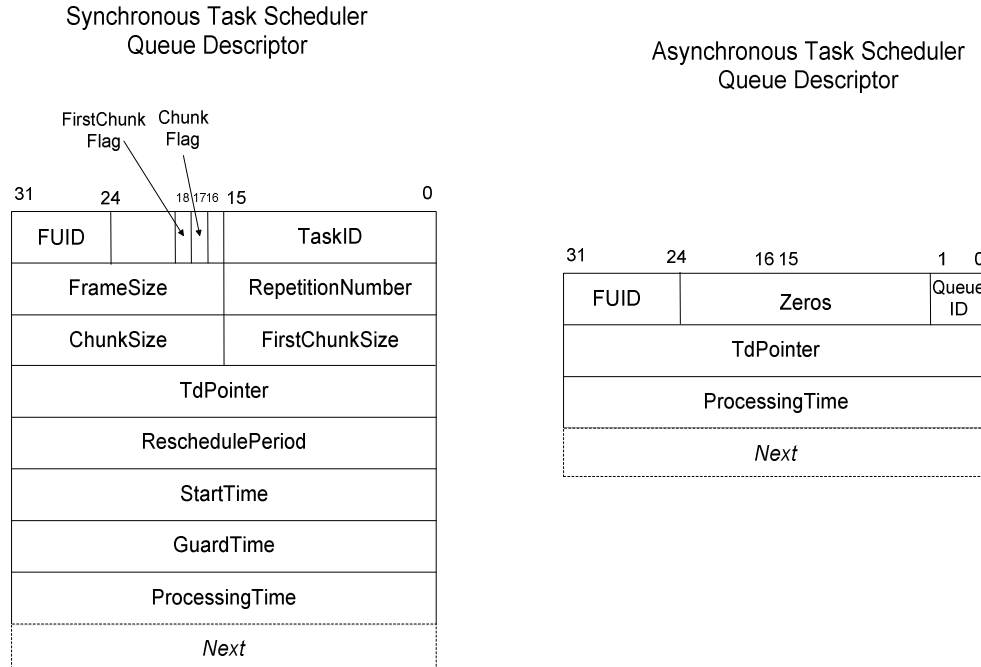 Synchronous Task Scheduler
Queue Descriptor
FirstChunk
Flag
Chunk
Flag
31 24 18 17 16 15 0
FUID TaskID
FrameSize RepetitionNumber
ChunkSize FirstChunkSize
TdPointer
ReschedulePeriod
StartTime
GuardTime
ProcessingTime
Next
Asynchronous Task Scheduler
Queue Descriptor
31 24 16 15 1 0
FUID Zeros Queue
ID
TdPointer
ProcessingTime
Next